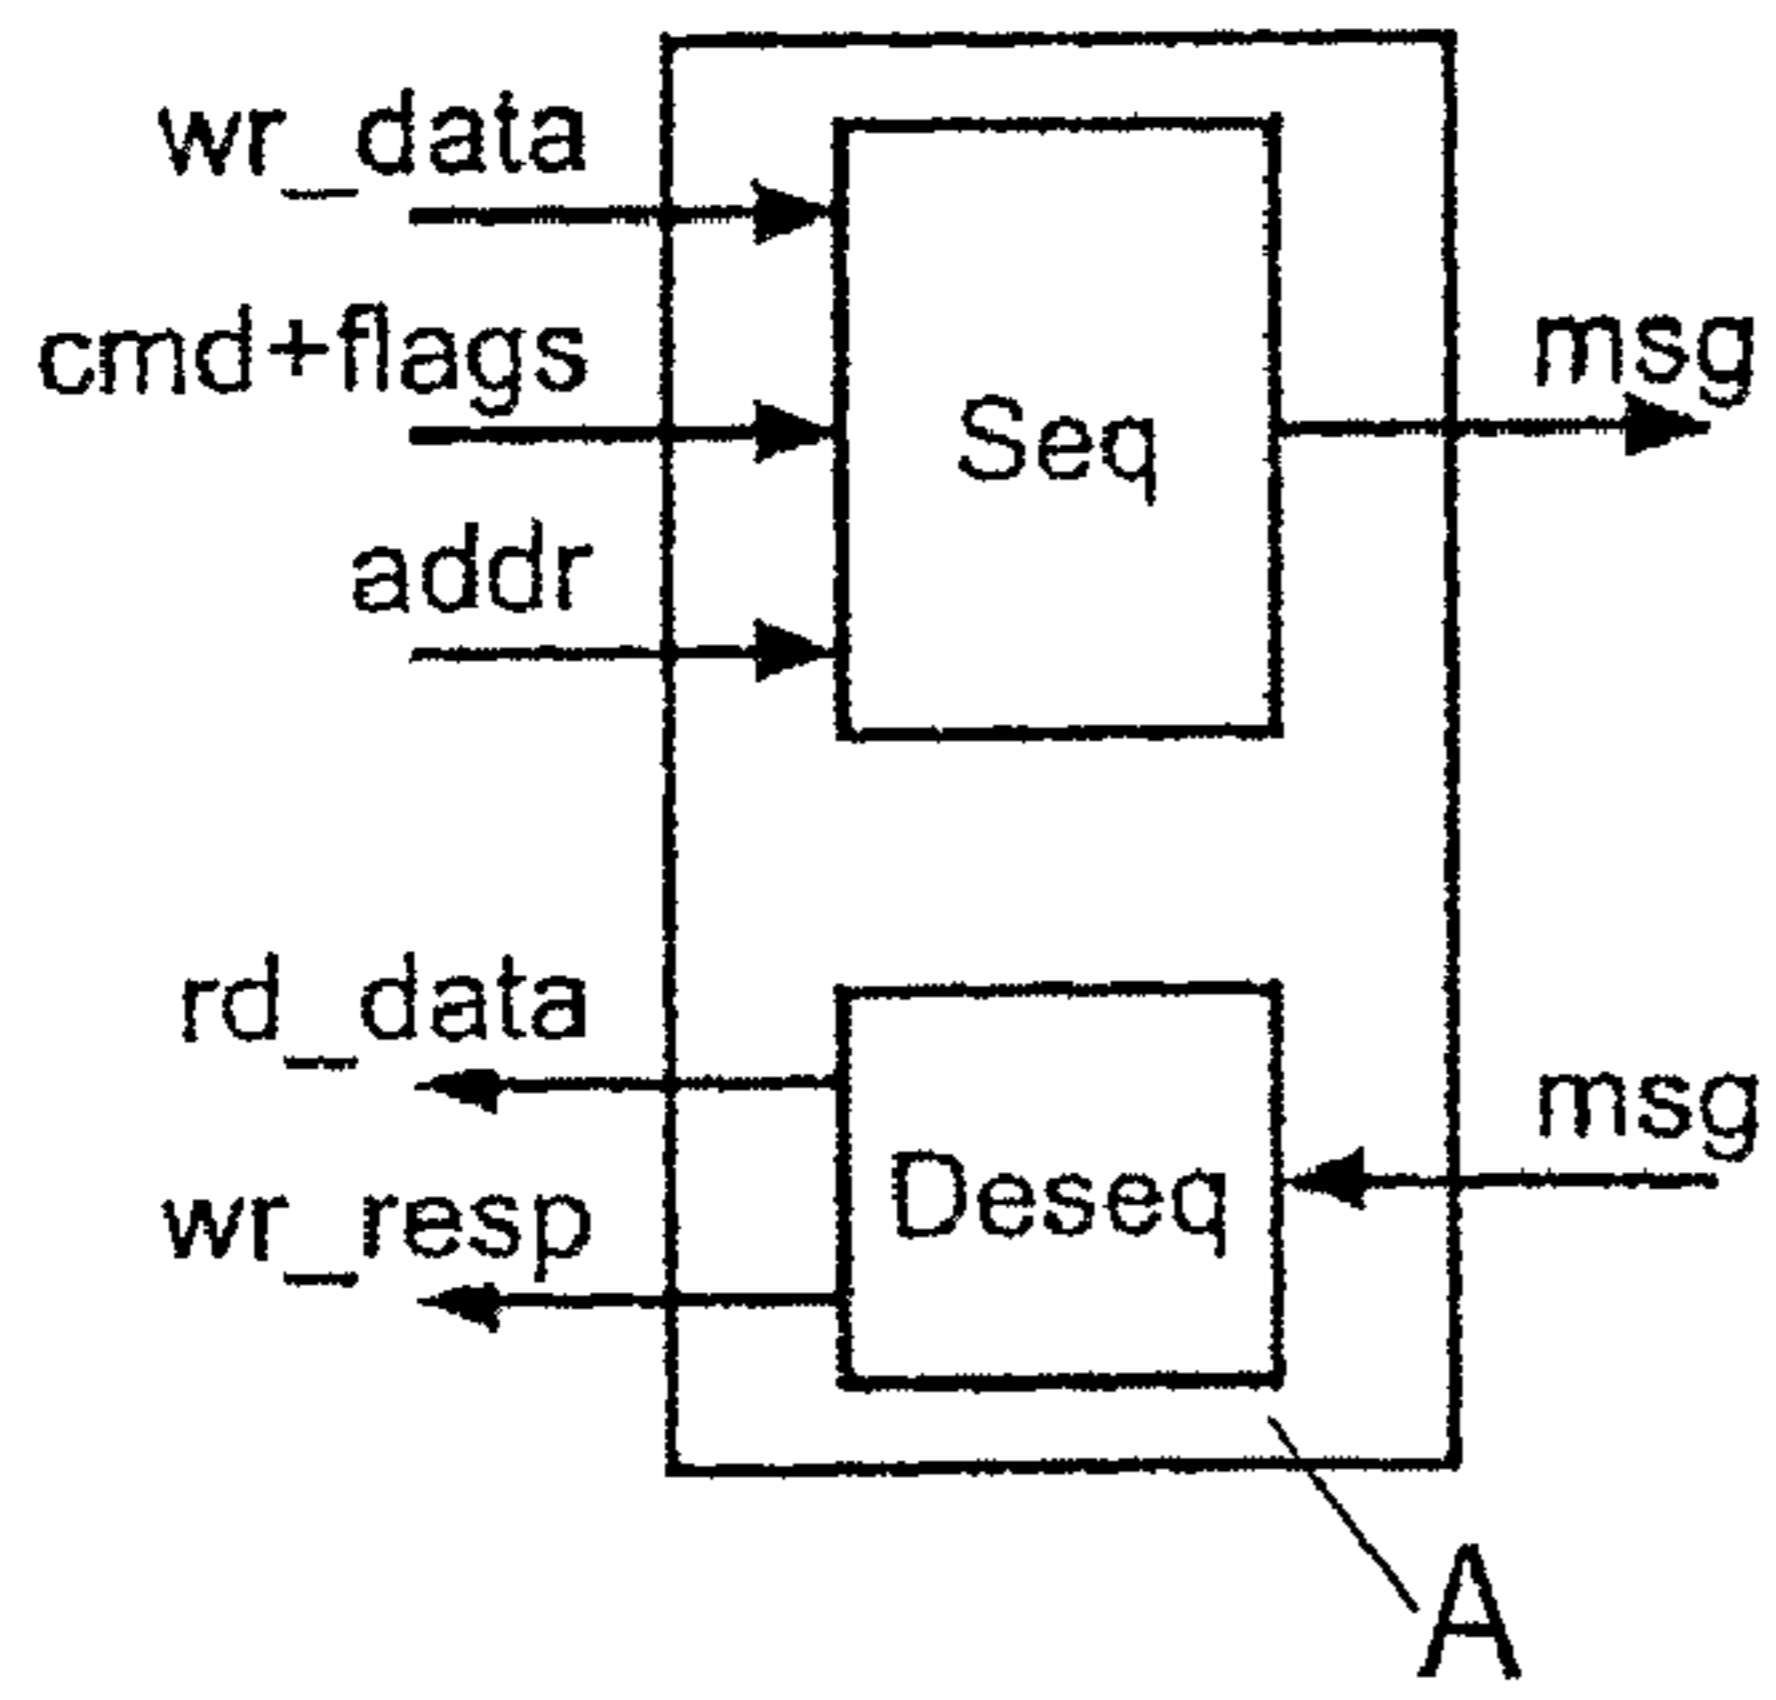 wr_data
cmd+flags
addr
Seq
msg
rd_data
wr_resp
Deseq
msg
A